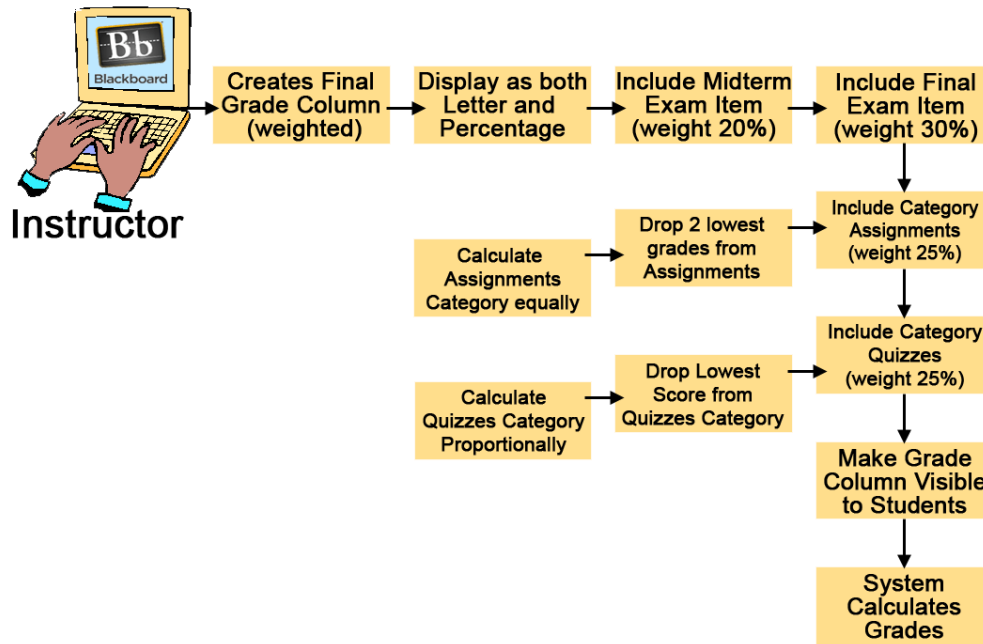 Bb
Blackboard
Instructor
Creates Final
Grade Column
(weighted)
Display as both
Letter and
Percentage
Include Midterm
Exam Item
(weight 20%)
Include Final
Exam Item
(weight 30%)
Calculate
Assignments
Category equally
Drop 2 lowest
grades from
Assignments
Include Category
Assignments
(weight 25%)
Calculate
Quizzes Category
Proportionally
Drop Lowest
Score from
Quizzes Category
Include Category
Quizzes
(weight 25%)
Make Grade
Column Visible
to Students
System
Calculates
Grades